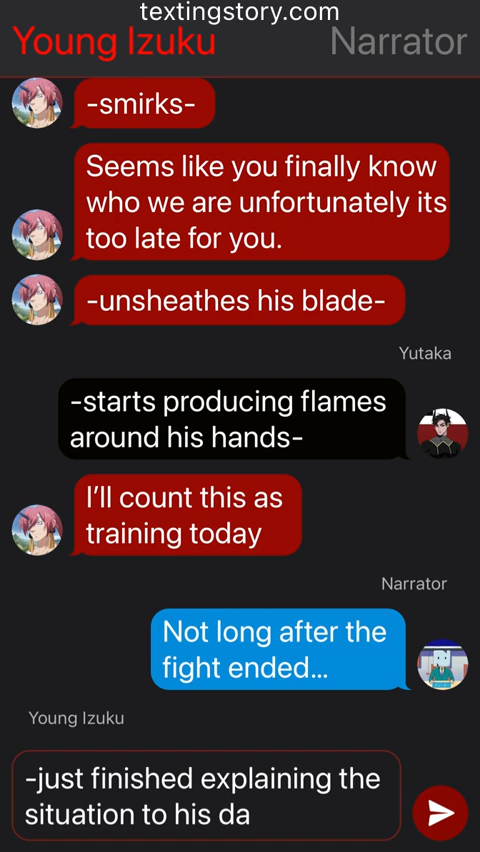 textingstory.com
Young Izuku
Narrator
-smirks-
Seems like you finally know
who we are unfortunately its
too late for you.
-unsheathes his blade-
Yutaka
-starts producing flames
around his hands-
I’ll count this as
training today
Narrator
Not long after the
fight ended...
Young Izuku
-just finished explaining the
situation to his da